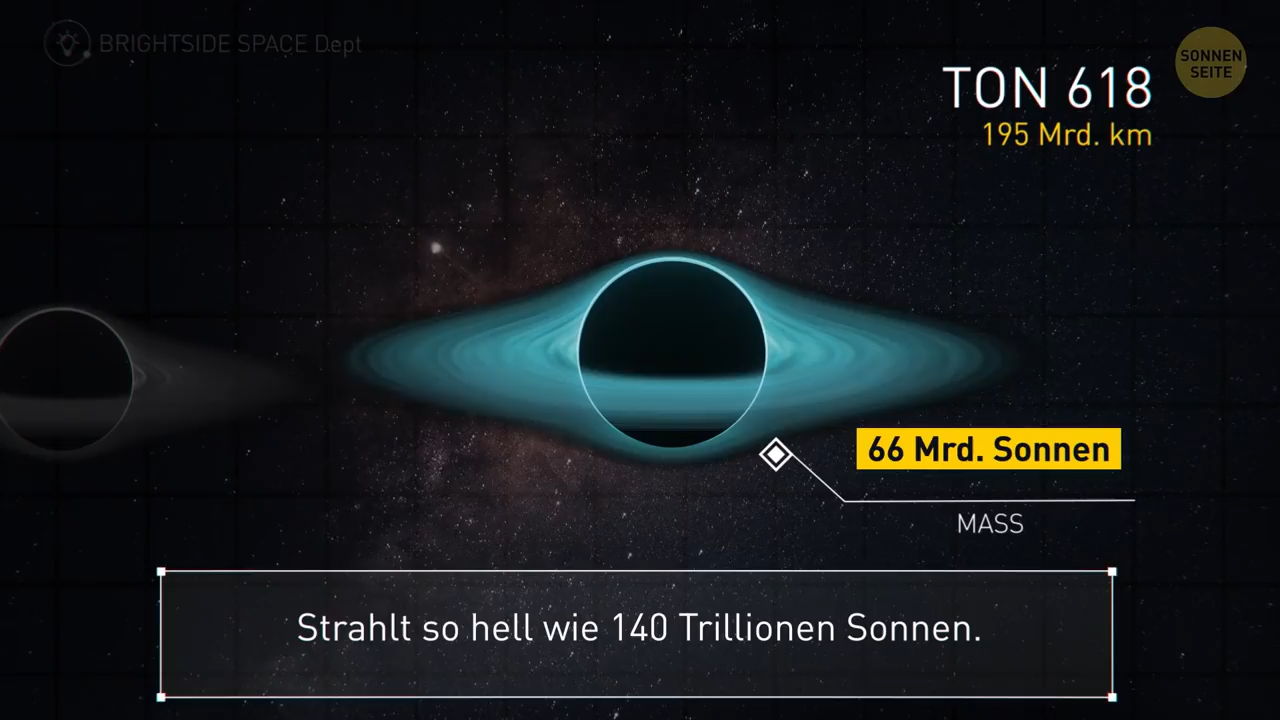 BRIGHTSIDE SPACE Dept
SONNEN
SEITE
TON 618
195 Mrd. km
66 Mrd. Sonnen
MASS
Strahlt so hell wie 140 Trillionen Sonnen.